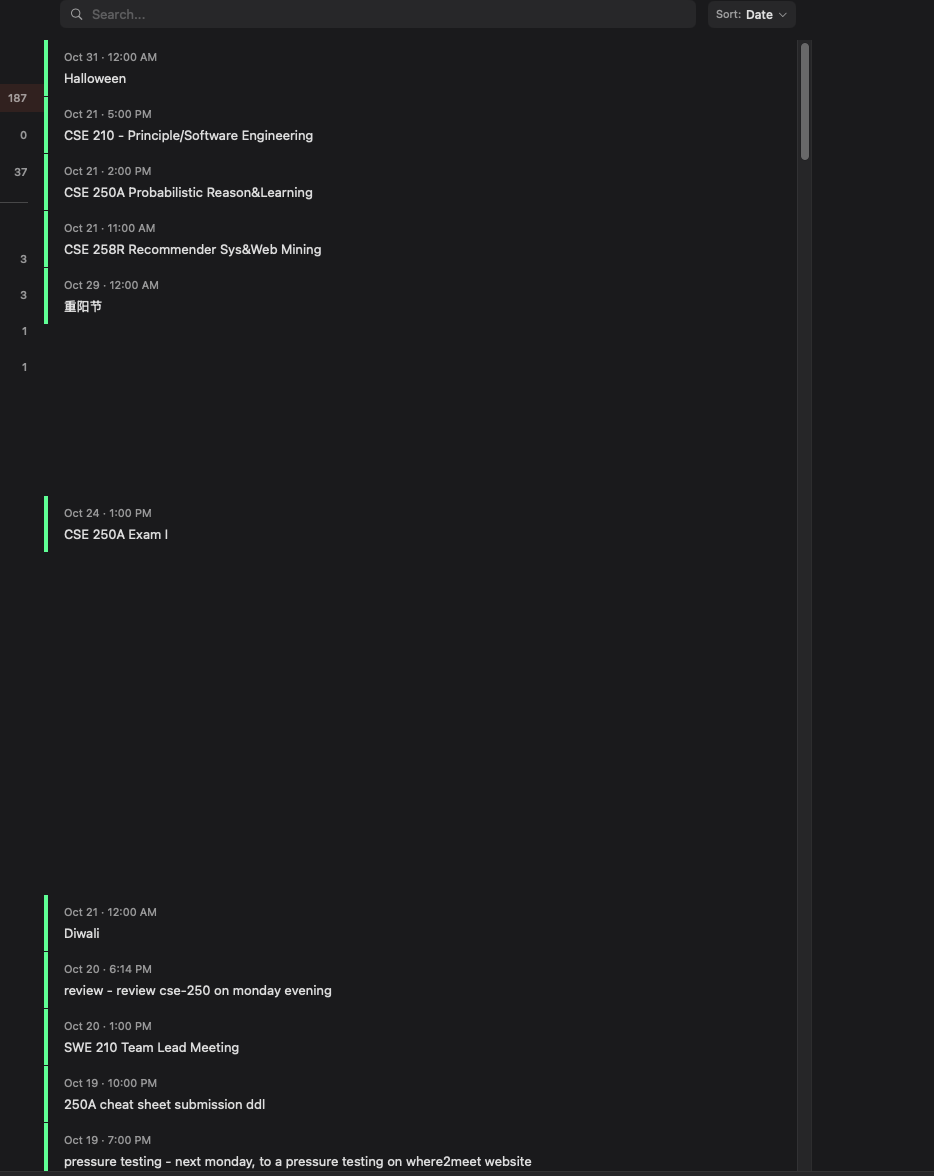 Search...
Sort: Date
187
0
37
3
3
1
1
Oct 31 · 12:00 AM
Halloween
Oct 21 · 5:00 PM
CSE 210 - Principle/Software Engineering
Oct 21 · 2:00 PM
CSE 250A Probabilistic Reason&Learning
Oct 21 · 11:00 AM
CSE 258R Recommender Sys&Web Mining
Oct 29 · 12:00 AM
重阳节
Oct 24 · 1:00 PM
CSE 250A Exam I
Oct 21 · 12:00 AM
Diwali
Oct 20 · 6:14 PM
review - review cse-250 on monday evening
Oct 20 · 1:00 PM
SWE 210 Team Lead Meeting
Oct 19 · 10:00 PM
250A cheat sheet submission ddl
Oct 19 · 7:00 PM
pressure testing - next monday, to a pressure testing on where2meet website